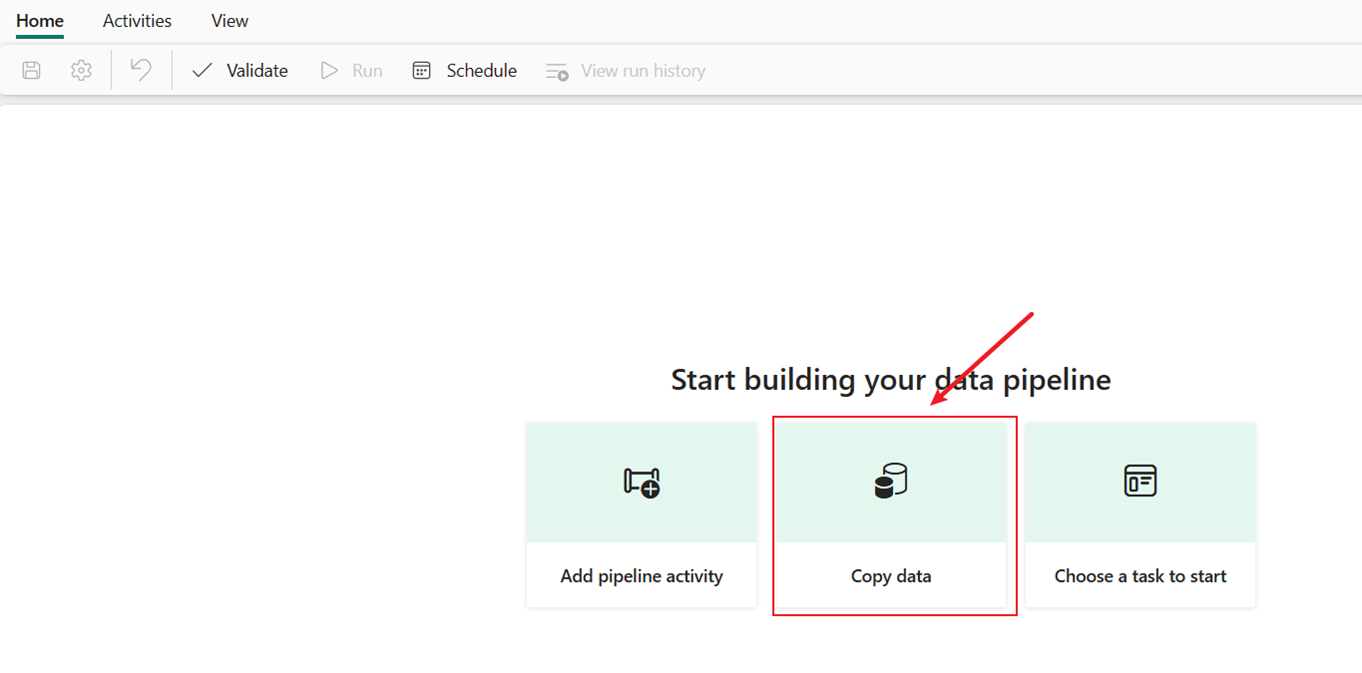 Home Activities View
Validate Run Schedule View run history
Start building your data pipeline
Add pipeline activity Copy data Choose a task to start